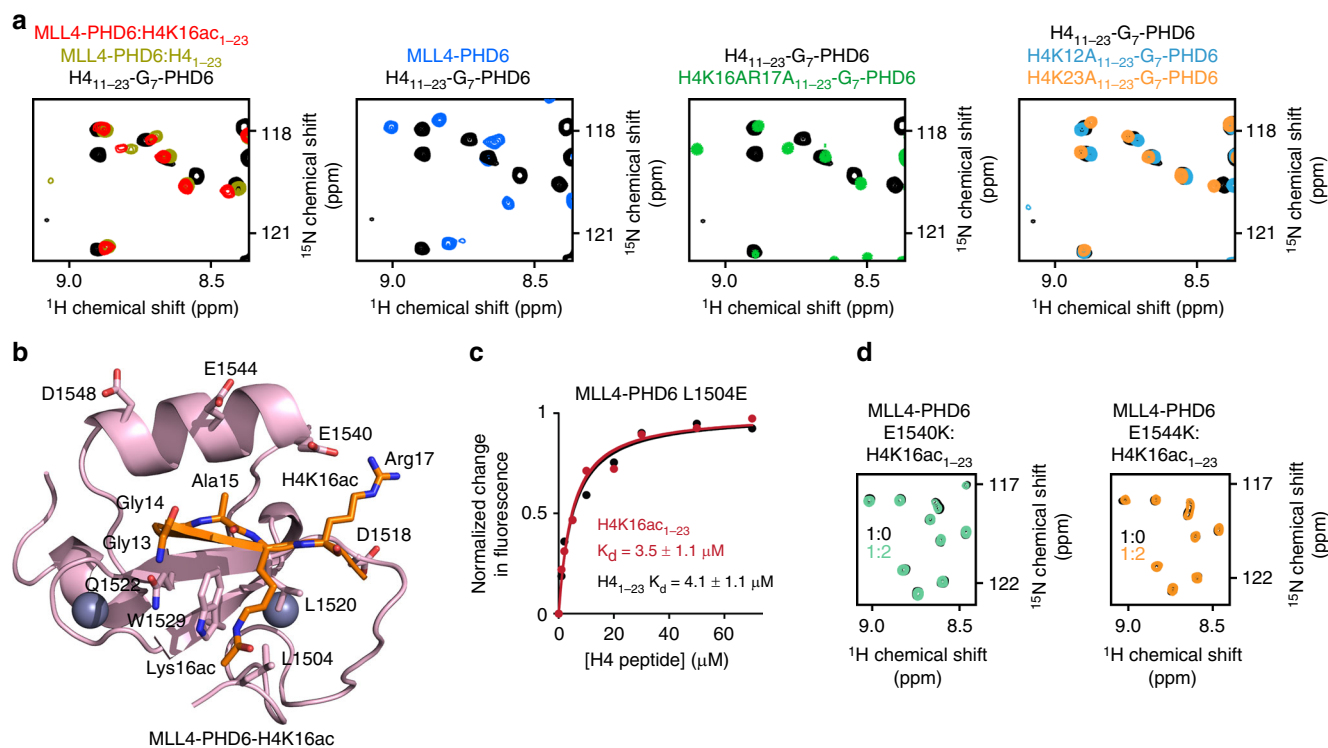 a
MLL4-PHD6:H4K16ac1–23
MLL4-PHD6:H41–23
H411–23-G7-PHD6
118
121
15N chemical shift
(ppm)
9.0
8.5
1H chemical shift (ppm)
MLL4-PHD6
H411–23-G7-PHD6
118
121
15N chemical shift
(ppm)
9.0
8.5
1H chemical shift (ppm)
H411–23-G7-PHD6
H4K16AR17A11–23-G7-PHD6
118
121
15N chemical shift
(ppm)
9.0
8.5
1H chemical shift (ppm)
H411–23-G7-PHD6
H4K12A11–23-G7-PHD6
H4K23A11–23-G7-PHD6
118
121
15N chemical shift
(ppm)
9.0
8.5
1H chemical shift (ppm)
b
D1548
E1544
E1540
Arg17
H4K16ac
Ala15
Gly14
Gly13
D1518
Q1522
L1520
W1529
L1504
Lys16ac
MLL4-PHD6-H4K16ac
c
MLL4-PHD6 L1504E
Normalized change
in fluorescence
1
0.5
0
H4K16ac1–23
Kd = 3.5 ± 1.1 μM
H41–23 Kd = 4.1 ± 1.1 μM
0
20
40
60
[H4 peptide] (μM)
d
MLL4-PHD6
E1540K:
H4K16ac1–23
1:0
1:2
117
122
15N chemical shift
(ppm)
9.0
8.5
1H chemical shift
(ppm)
MLL4-PHD6
E1544K:
H4K16ac1–23
1:0
1:2
117
122
15N chemical shift
(ppm)
9.0
8.5
1H chemical shift
(ppm)